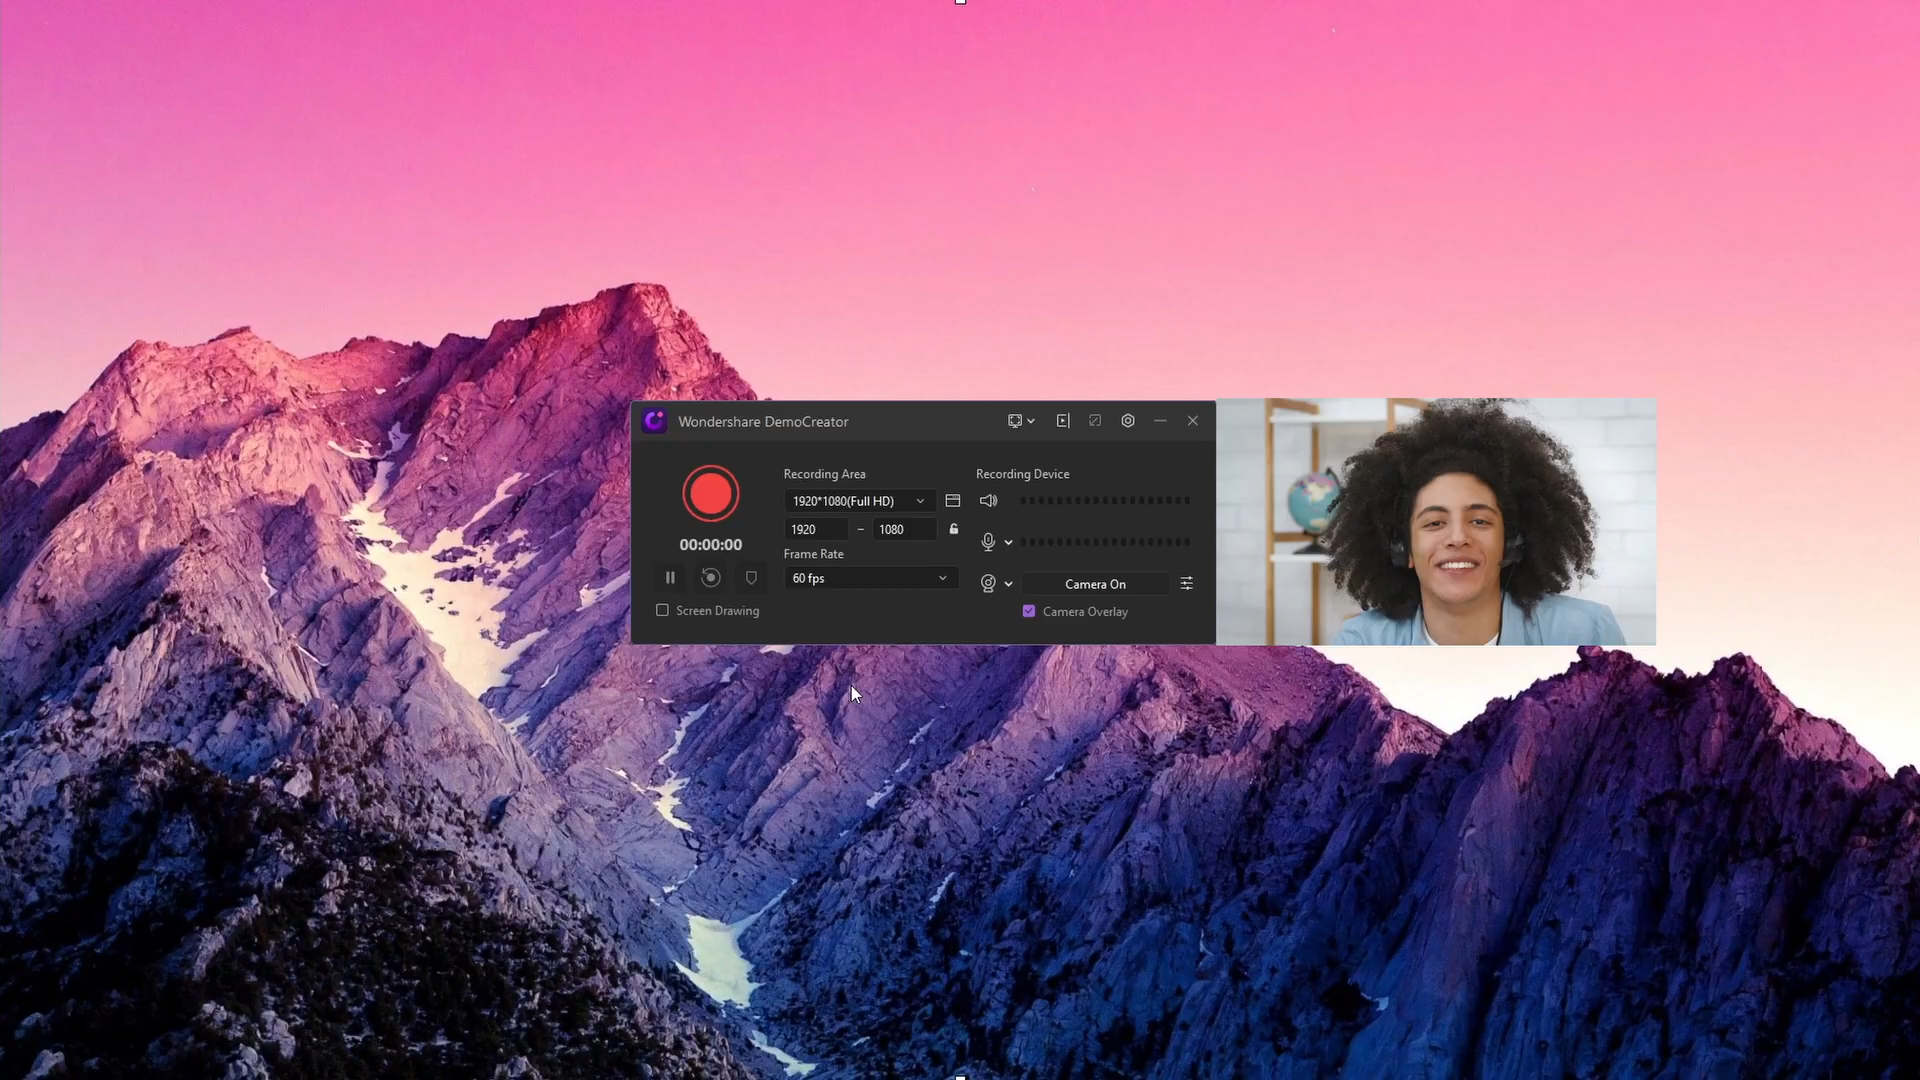 Wondershare DemoCreator
Recording Area
Recording Device
1920*1080(Full HD)
1920 – 1080
00:00:00
Frame Rate
60 fps
Camera On
Screen Drawing
Camera Overlay